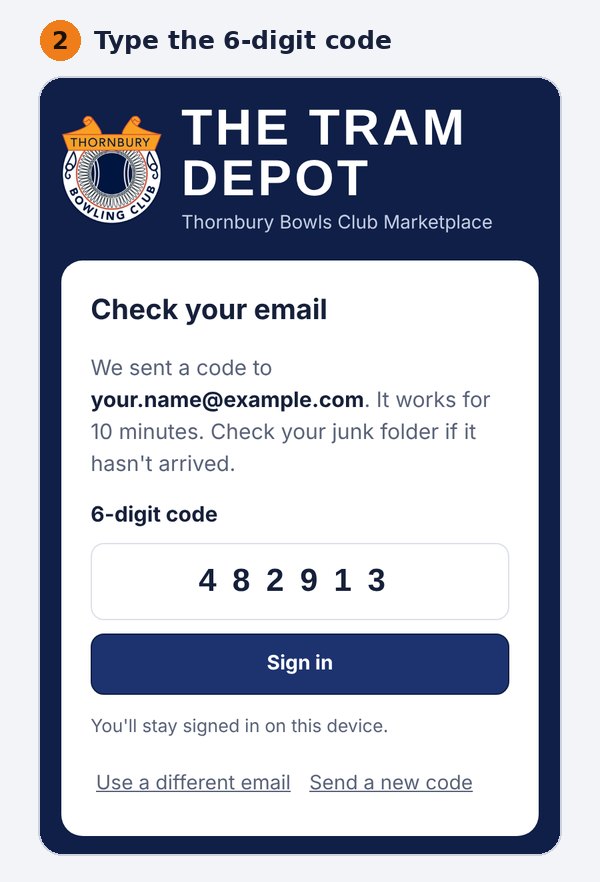 2 Type the 6-digit code
THORNBURY
BOWLING CLUB
THE TRAM
DEPOT
Thornbury Bowls Club Marketplace
Check your email
We sent a code to
your.name@example.com. It works for
10 minutes. Check your junk folder if it
hasn't arrived.
6-digit code
4 8 2 9 1 3
Sign in
You'll stay signed in on this device.
Use a different email Send a new code